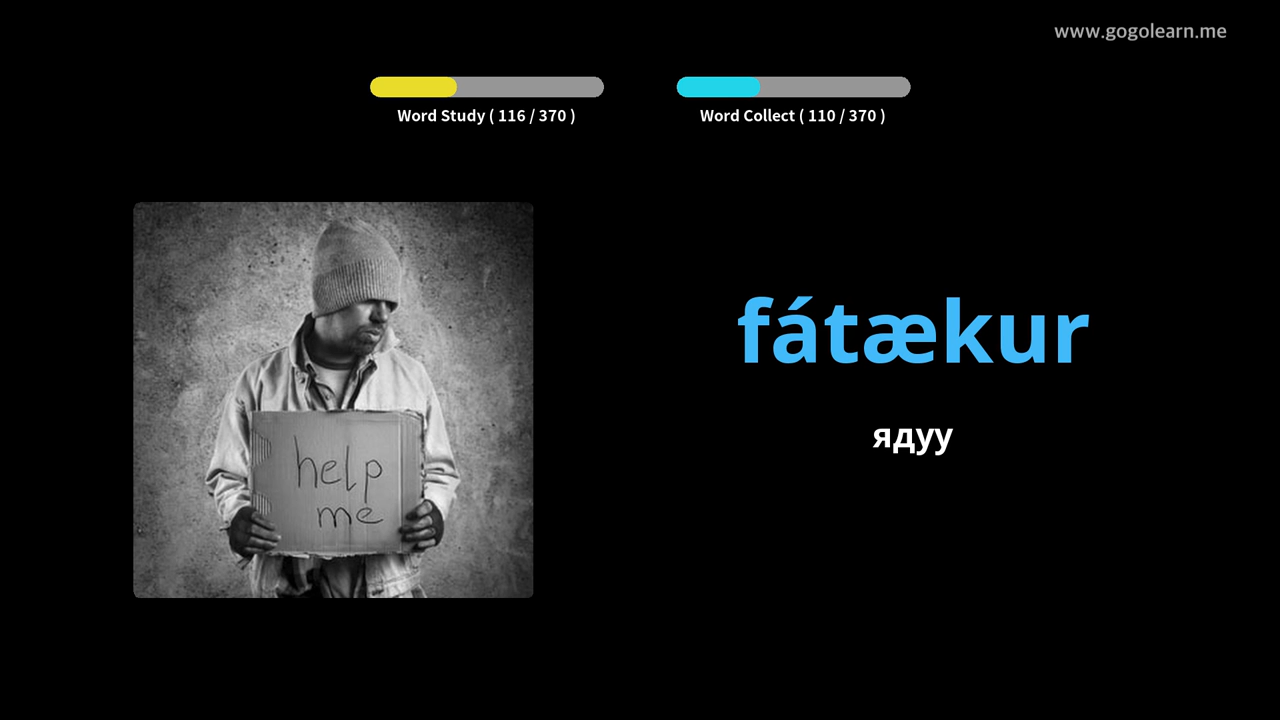 www.gogolearn.me
Word Study ( 116 / 370 )
Word Collect ( 110 / 370 )
fátækur
ядуу
help
me